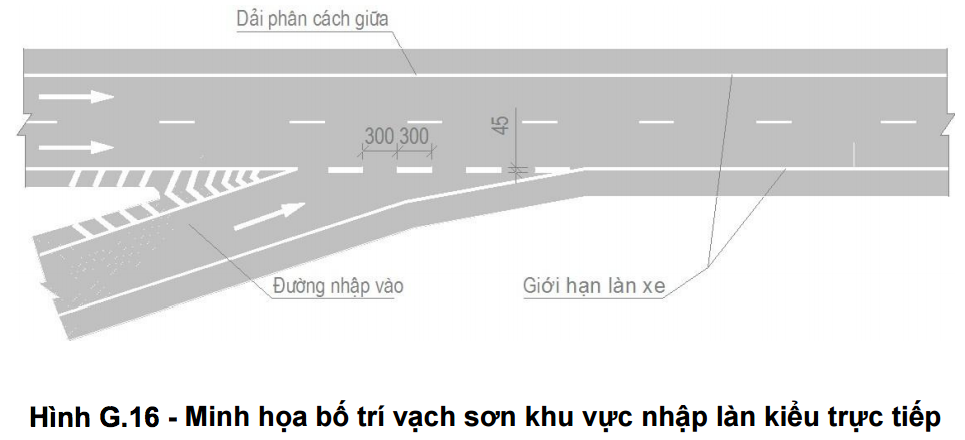 Dải phân cách giữa
300 300
45
Đường nhập vào
Giới hạn làn xe
Hình G.16 - Minh họa bố trí vạch sơn khu vực nhập làn kiểu trực tiếp